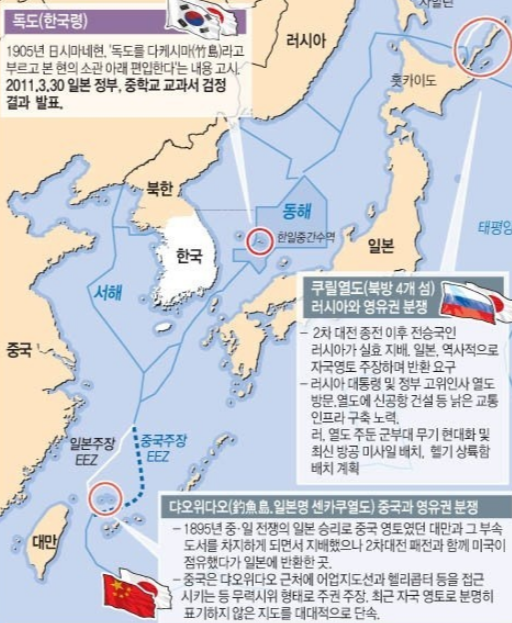 독도(한국령)
1905년 日시마네현, '독도를 다케시마(竹島)라고
부르고 본 현의 소관 아래 편입한다'는 내용 고시.
2011.3.30 일본 정부, 중학교 교과서 검정
결과 발표.
러시아
사할린
홋카이도
북한
동해
한일중간수역
한국
일본
태평양
서해
중국
쿠릴열도(북방 4개 섬)
러시아와 영유권 분쟁
– 2차 대전 종전 이후 전승국인
러시아가 실효 지배. 일본, 역사적으로
자국영토 주장하며 반환 요구
– 러시아 대통령 및 정부 고위인사 열도
방문.열도에 신공항 건설 등 낡은 교통
인프라 구축 노력.
러, 열도 주둔 군부대 무기 현대화 및
최신 방공 미사일 배치, 헬기 상륙함
배치 계획
일본주장
EEZ
중국주장
EEZ
대만
댜오위다오(釣魚島,일본명 센카쿠열도) 중국과 영유권 분쟁
– 1895년 중·일 전쟁의 일본 승리로 중국 영토였던 대만과 그 부속
도서를 차지하게 되면서 지배했으나 2차대전 패전과 함께 미국이
점유했다가 일본에 반환한 곳.
– 중국은 댜오위다오 근처에 어업지도선과 헬리콥터 등을 접근
시키는 등 무력시위 형태로 주권 주장. 최근 자국 영토로 분명히
표기하지 않은 지도를 대대적으로 단속.